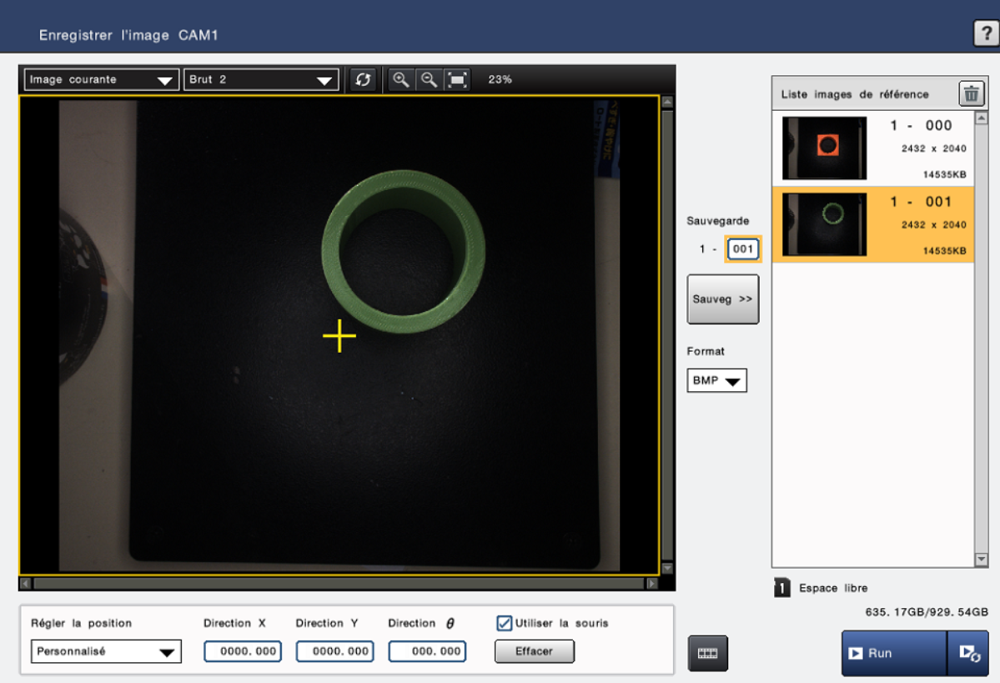 Enregistrer l'image CAM1
?
Image courante
Brut 2
23%
Liste images de référence
1 - 000
2432 x 2040
14535KB
1 - 001
2432 x 2040
14535KB
Sauvegarde
1 - 001
Sauveg >>
Format
BMP
1 Espace libre
635. 17GB/929. 54GB
Régler la position
Direction X
Direction Y
Direction θ
Utiliser la souris
Personnalisé
0000. 000
0000. 000
000. 000
Effacer
Run